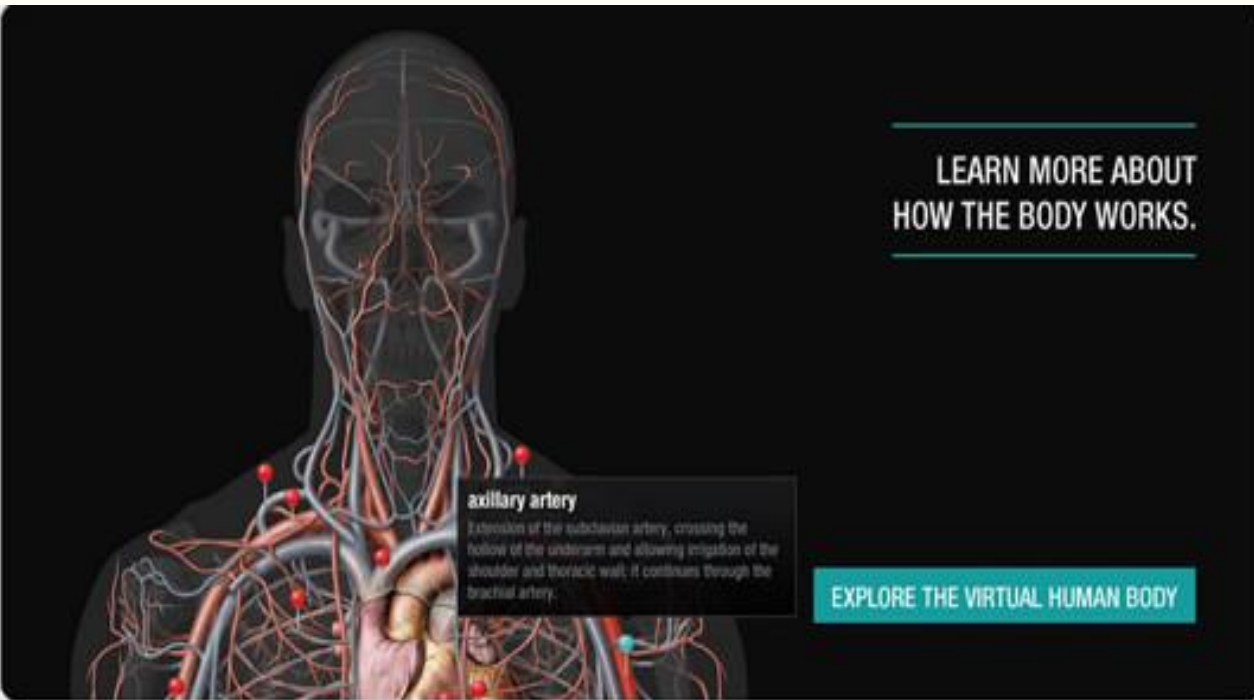 LEARN MORE ABOUT
HOW THE BODY WORKS.
axillary artery
Extension of the subclavian artery, crossing the
hollow of the underarm and allowing irrigation of the
shoulder and thoracic wall; it continues through the
brachial artery.
EXPLORE THE VIRTUAL HUMAN BODY